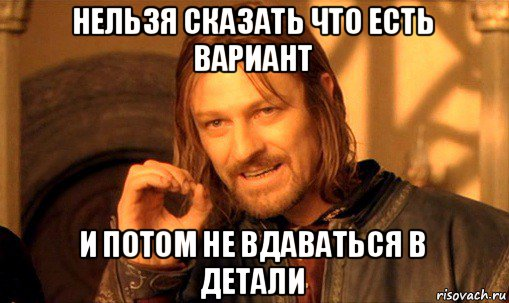 НЕЛЬЗЯ СКАЗАТЬ ЧТО ЕСТЬ
ВАРИАНТ
И ПОТОМ НЕ ВДАВАТЬСЯ В
ДЕТАЛИ
risovach.ru